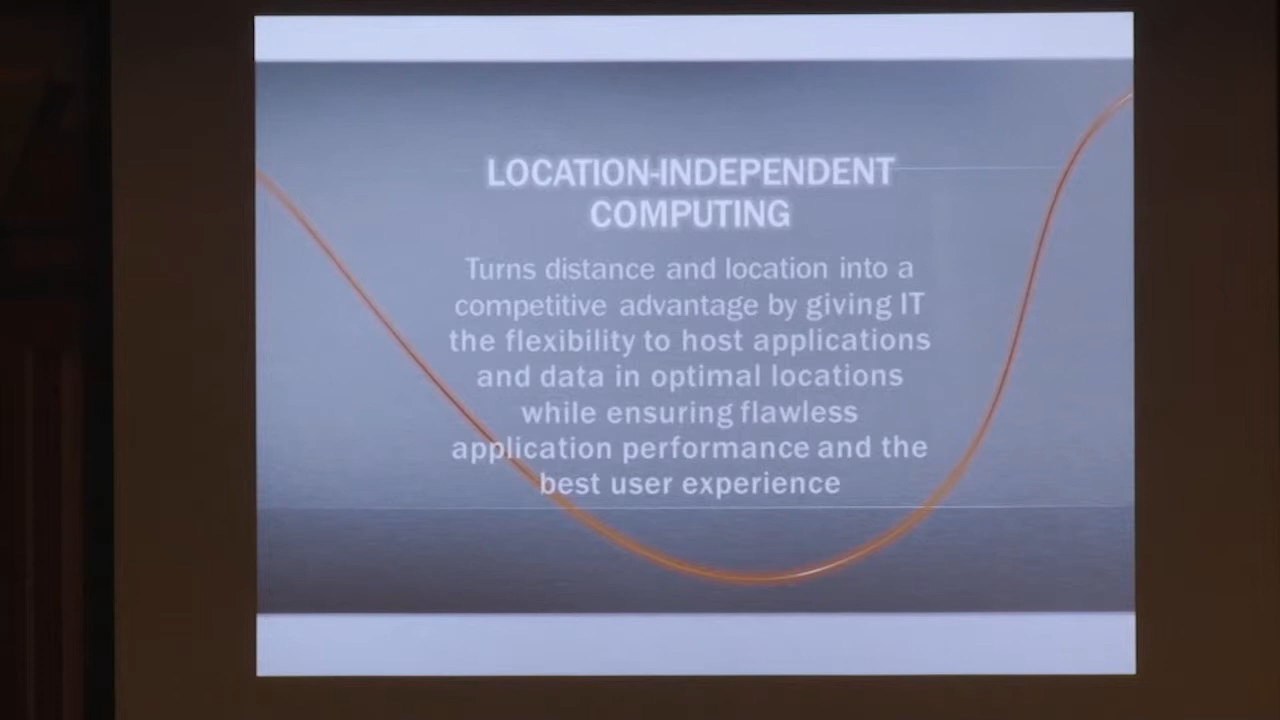 LOCATION-INDEPENDENT
COMPUTING
Turns distance and location into a
competitive advantage by giving IT
the flexibility to host applications
and data in optimal locations
while ensuring flawless
application performance and the
best user experience